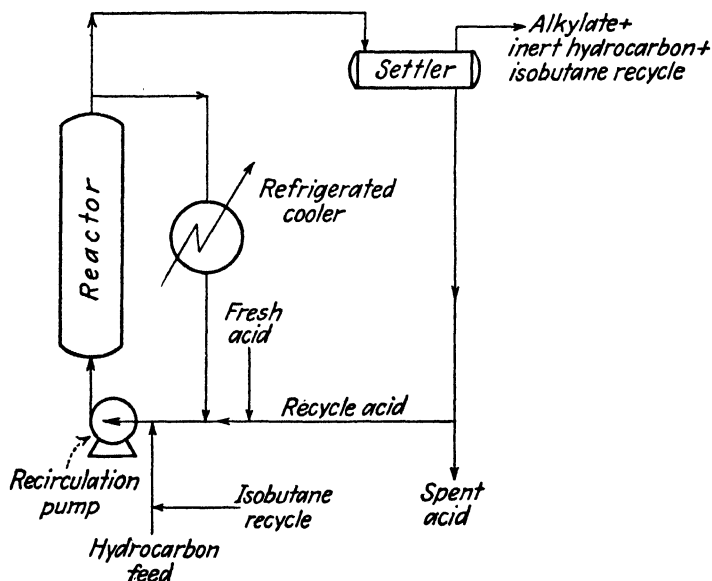 Alkylate+
inert hydrocarbon+
isobutane recycle
Settler
Reactor
Refrigerated
cooler
Fresh
acid
Recycle acid
Recirculation
pump
Isobutane
recycle
Spent
acid
Hydrocarbon
feed